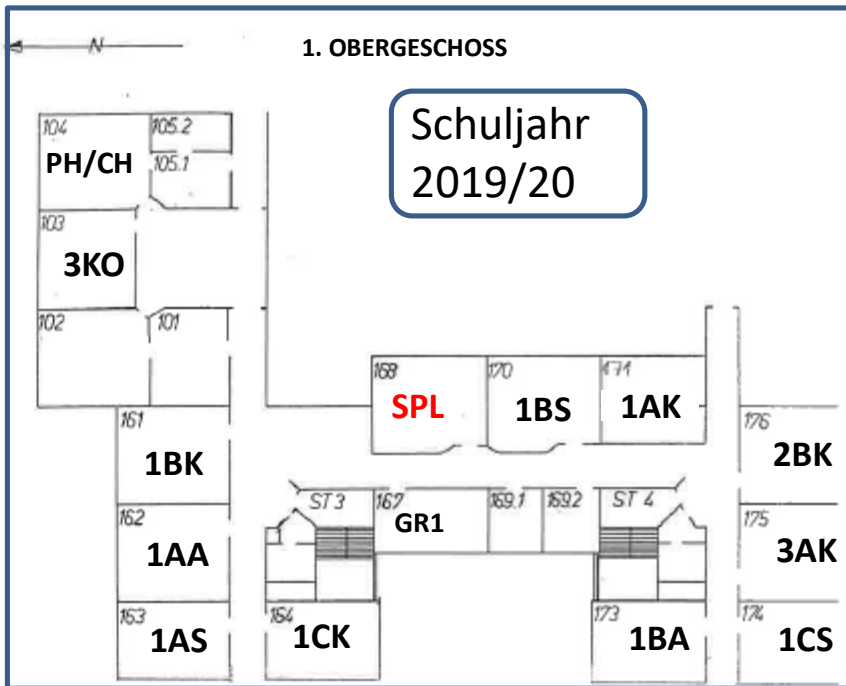 N
1. OBERGESCHOSS
Schuljahr
2019/20
104
PH/CH
105.2
105.1
103
3KO
102
101
168
SPL
170
1BS
171
1AK
161
1BK
176
2BK
ST 3
167
GR1
169.1
169.2
ST 4
162
1AA
175
3AK
163
1AS
164
1CK
173
1BA
174
1CS